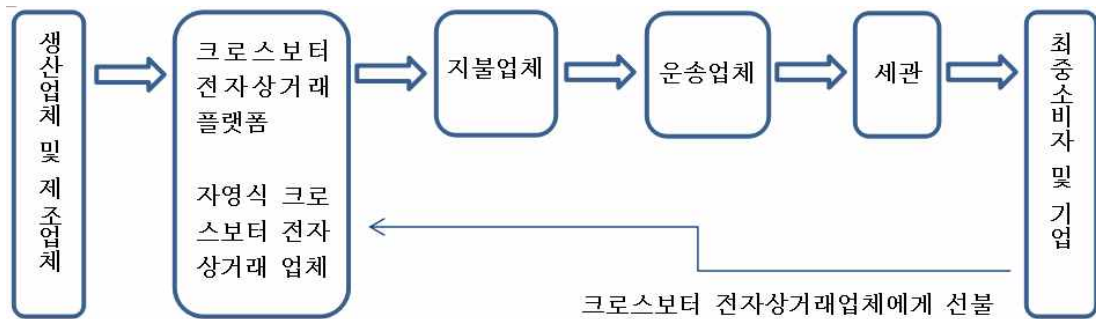 생산업체 및 제조업체
크로스보터
전자상거래
플랫폼
자영식 크로
스보터 전자
상거래 업체
지불업체
운송업체
세관
최중소비자 및 기업
크로스보터 전자상거래업체에게 선불